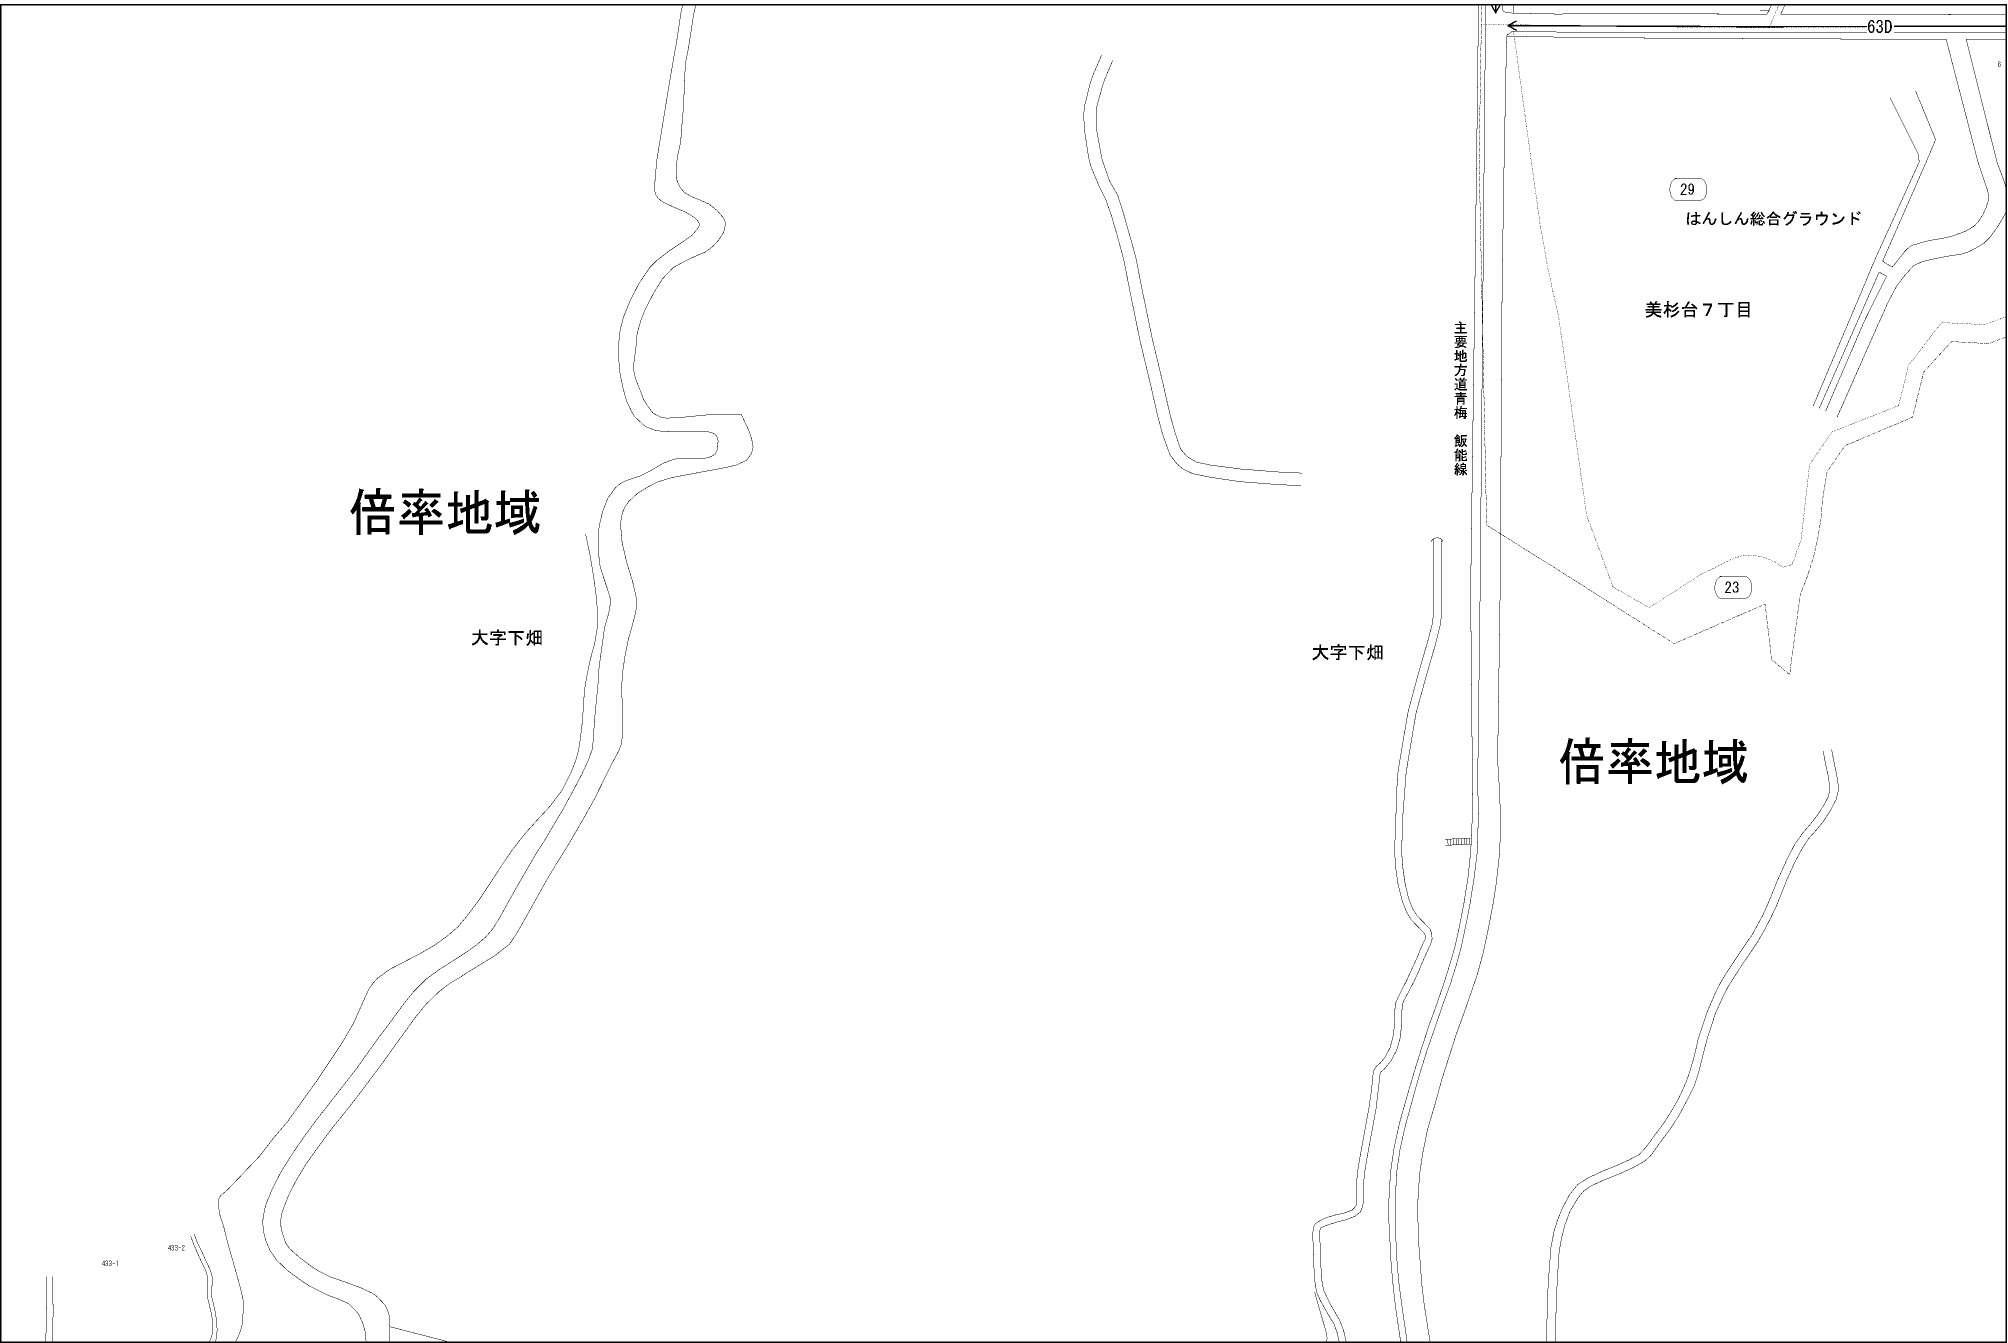 63D
6
29
はんしん総合グラウンド
美杉台７丁目
主要地方道青梅　飯能線
倍率地域
23
大字下畑
大字下畑
倍率地域
433-2
433-1